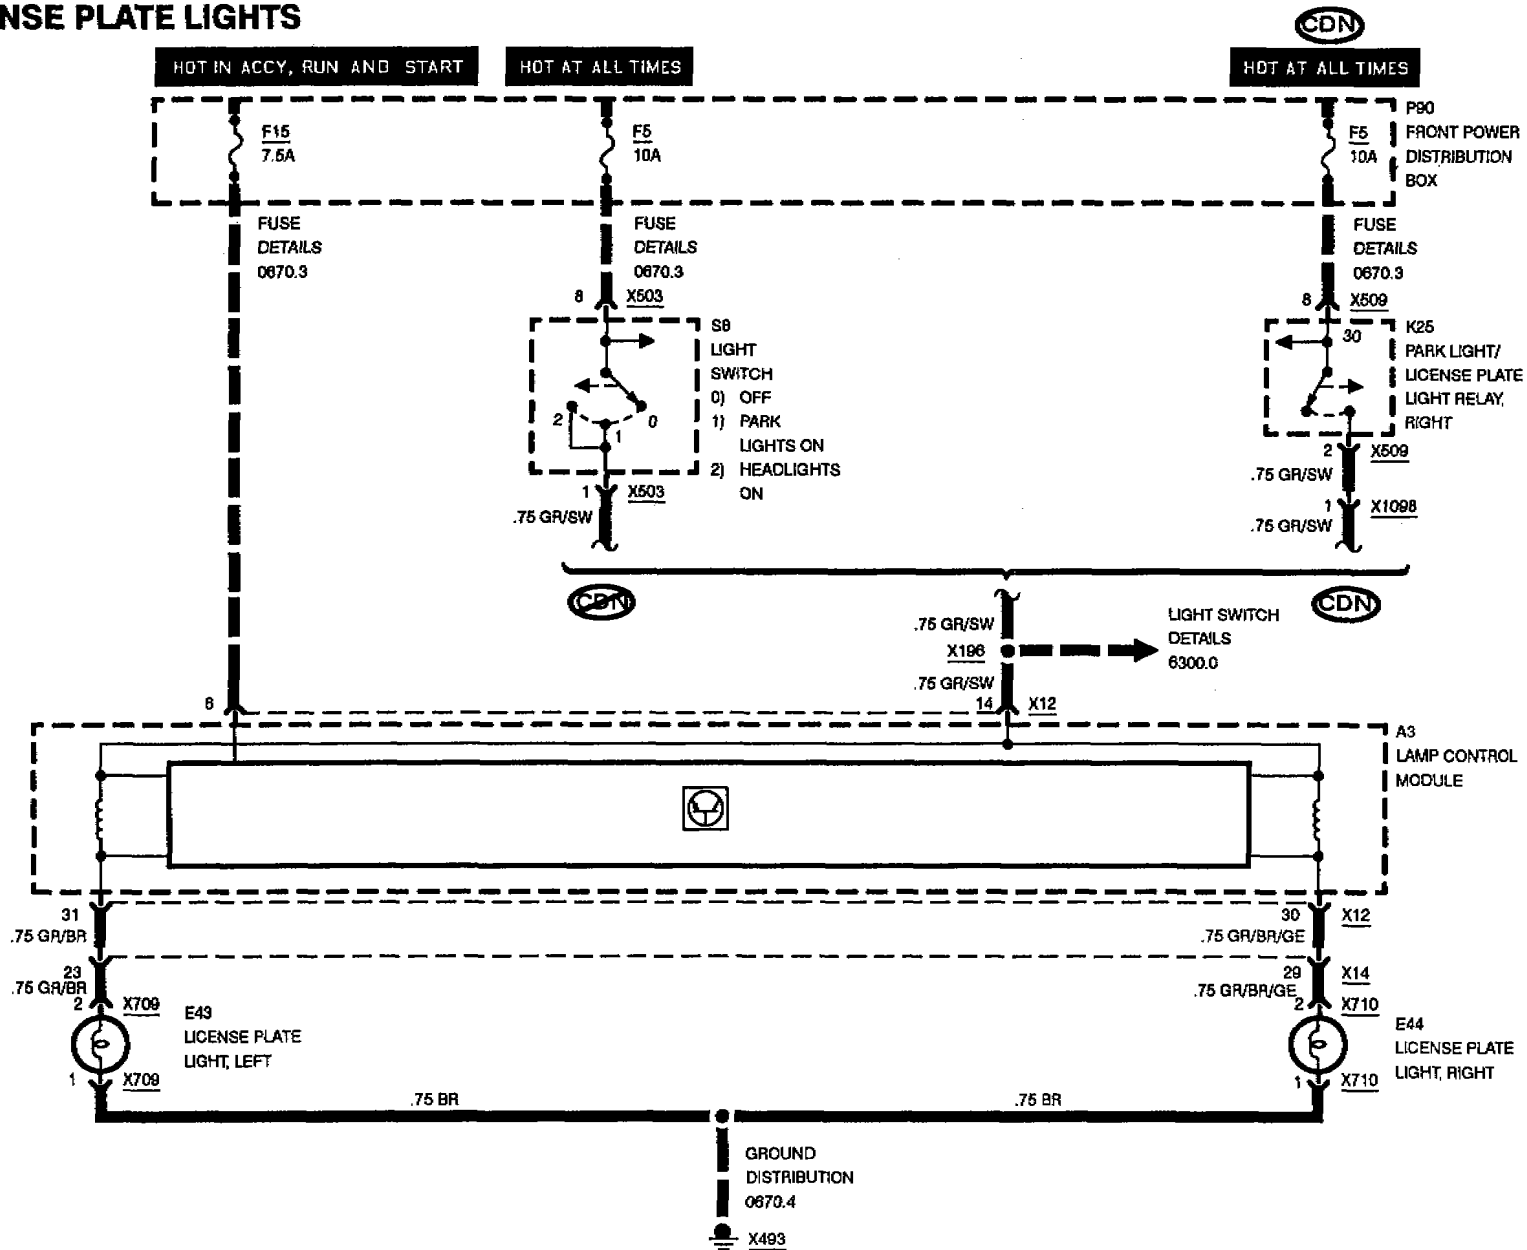 NSE PLATE LIGHTS
CDN
HOT IN ACCY, RUN AND START
HOT AT ALL TIMES
HOT AT ALL TIMES
F15
7.5A
F5
10A
F5
10A
P90
FRONT POWER
DISTRIBUTION
BOX
FUSE
DETAILS
0670.3
FUSE
DETAILS
0670.3
FUSE
DETAILS
0670.3
8 X503
8 X509
S8
LIGHT
SWITCH
0) OFF
1) PARK
LIGHTS ON
2) HEADLIGHTS
ON
2
1
0
30
K25
PARK LIGHT/
LICENSE PLATE
LIGHT RELAY,
RIGHT
1 X503
.75 GR/SW
2 X509
.75 GR/SW
1 X1098
.75 GR/SW
CDN
CDN
.75 GR/SW
X196
.75 GR/SW
LIGHT SWITCH
DETAILS
6300.0
6
14 X12
A3
LAMP CONTROL
MODULE
31
.75 GR/BR
30 X12
.75 GR/BR/GE
23
.75 GR/BR
29 X14
.75 GR/BR/GE
2 X709
2 X710
E43
LICENSE PLATE
LIGHT, LEFT
E44
LICENSE PLATE
LIGHT, RIGHT
1 X709
1 X710
.75 BR
.75 BR
GROUND
DISTRIBUTION
0670.4
X493